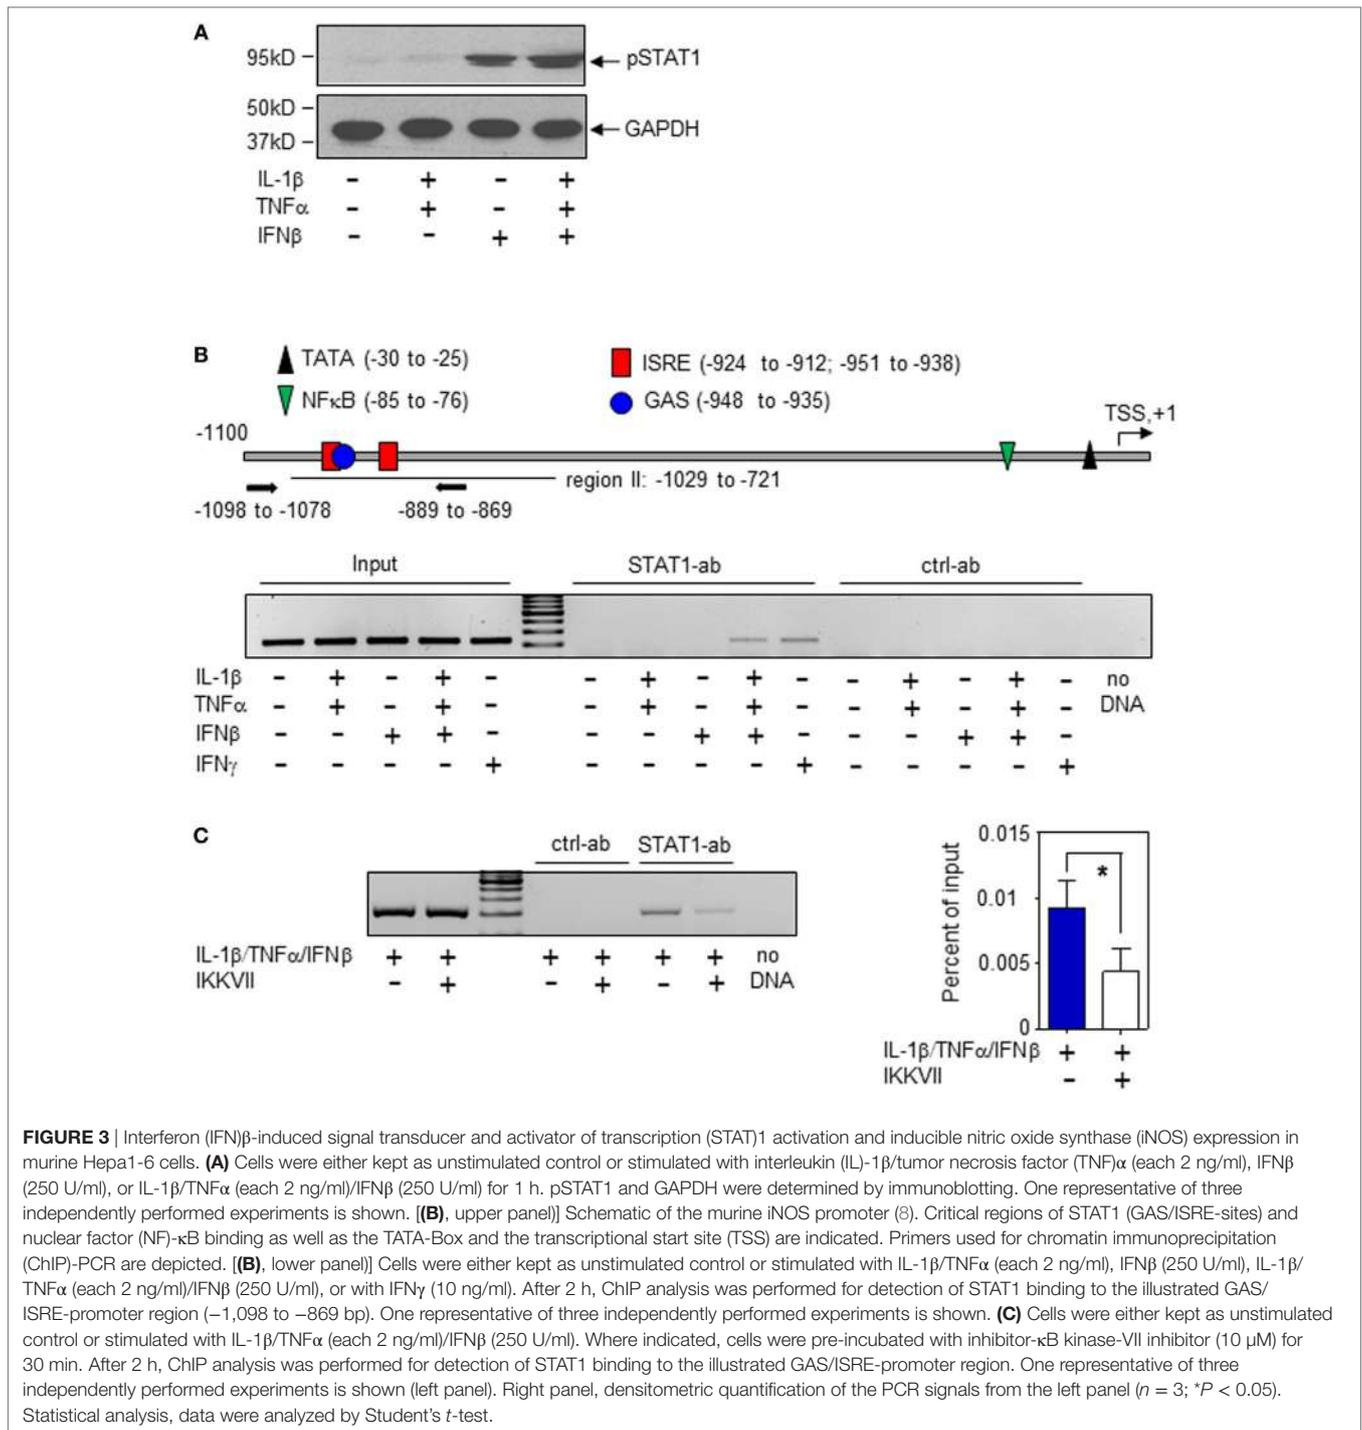 A
95kD
pSTAT1
50kD
GAPDH
37kD
IL-1β - + - +
TNFα - + - +
IFNβ - - + +
B
TATA (-30 to -25)
ISRE (-924 to -912; -951 to -938)
NFκB (-85 to -76)
GAS (-948 to -935)
TSS,+1
-1100
region II: -1029 to -721
-1098 to -1078
-889 to -869
Input STAT1-ab ctrl-ab
IL-1β - + - + - - + - + - - + - + - no
TNFα - + - + - - + - + - - + - + - DNA
IFNβ - - + + - - - + + - - - + + -
IFNγ - - - - + - - - - + - - - - +
C
ctrl-ab STAT1-ab
IL-1β/TNFα/IFNβ + + + + + + no
IKKVII - + - + - + DNA
Percent of input
0.015
0.01
0.005
0
*
IL-1β/TNFα/IFNβ + +
IKKVII - +
FIGURE 3 | Interferon (IFN)β-induced signal transducer and activator of transcription (STAT)1 activation and inducible nitric oxide synthase (iNOS) expression in
murine Hepa1-6 cells. (A) Cells were either kept as unstimulated control or stimulated with interleukin (IL)-1β/tumor necrosis factor (TNF)α (each 2 ng/ml), IFNβ
(250 U/ml), or IL-1β/TNFα (each 2 ng/ml)/IFNβ (250 U/ml) for 1 h. pSTAT1 and GAPDH were determined by immunoblotting. One representative of three
independently performed experiments is shown. [(B), upper panel)] Schematic of the murine iNOS promoter (8). Critical regions of STAT1 (GAS/ISRE-sites) and
nuclear factor (NF)-κB binding as well as the TATA-Box and the transcriptional start site (TSS) are indicated. Primers used for chromatin immunoprecipitation
(ChIP)-PCR are depicted. [(B), lower panel)] Cells were either kept as unstimulated control or stimulated with IL-1β/TNFα (each 2 ng/ml), IFNβ (250 U/ml), IL-1β/
TNFα (each 2 ng/ml)/IFNβ (250 U/ml), or with IFNγ (10 ng/ml). After 2 h, ChIP analysis was performed for detection of STAT1 binding to the illustrated GAS/
ISRE-promoter region (−1,098 to −869 bp). One representative of three independently performed experiments is shown. (C) Cells were either kept as unstimulated
control or stimulated with IL-1β/TNFα (each 2 ng/ml)/IFNβ (250 U/ml). Where indicated, cells were pre-incubated with inhibitor-κB kinase-VII inhibitor (10 μM) for
30 min. After 2 h, ChIP analysis was performed for detection of STAT1 binding to the illustrated GAS/ISRE-promoter region. One representative of three
independently performed experiments is shown (left panel). Right panel, densitometric quantification of the PCR signals from the left panel (n = 3; *P < 0.05).
Statistical analysis, data were analyzed by Student's t-test.